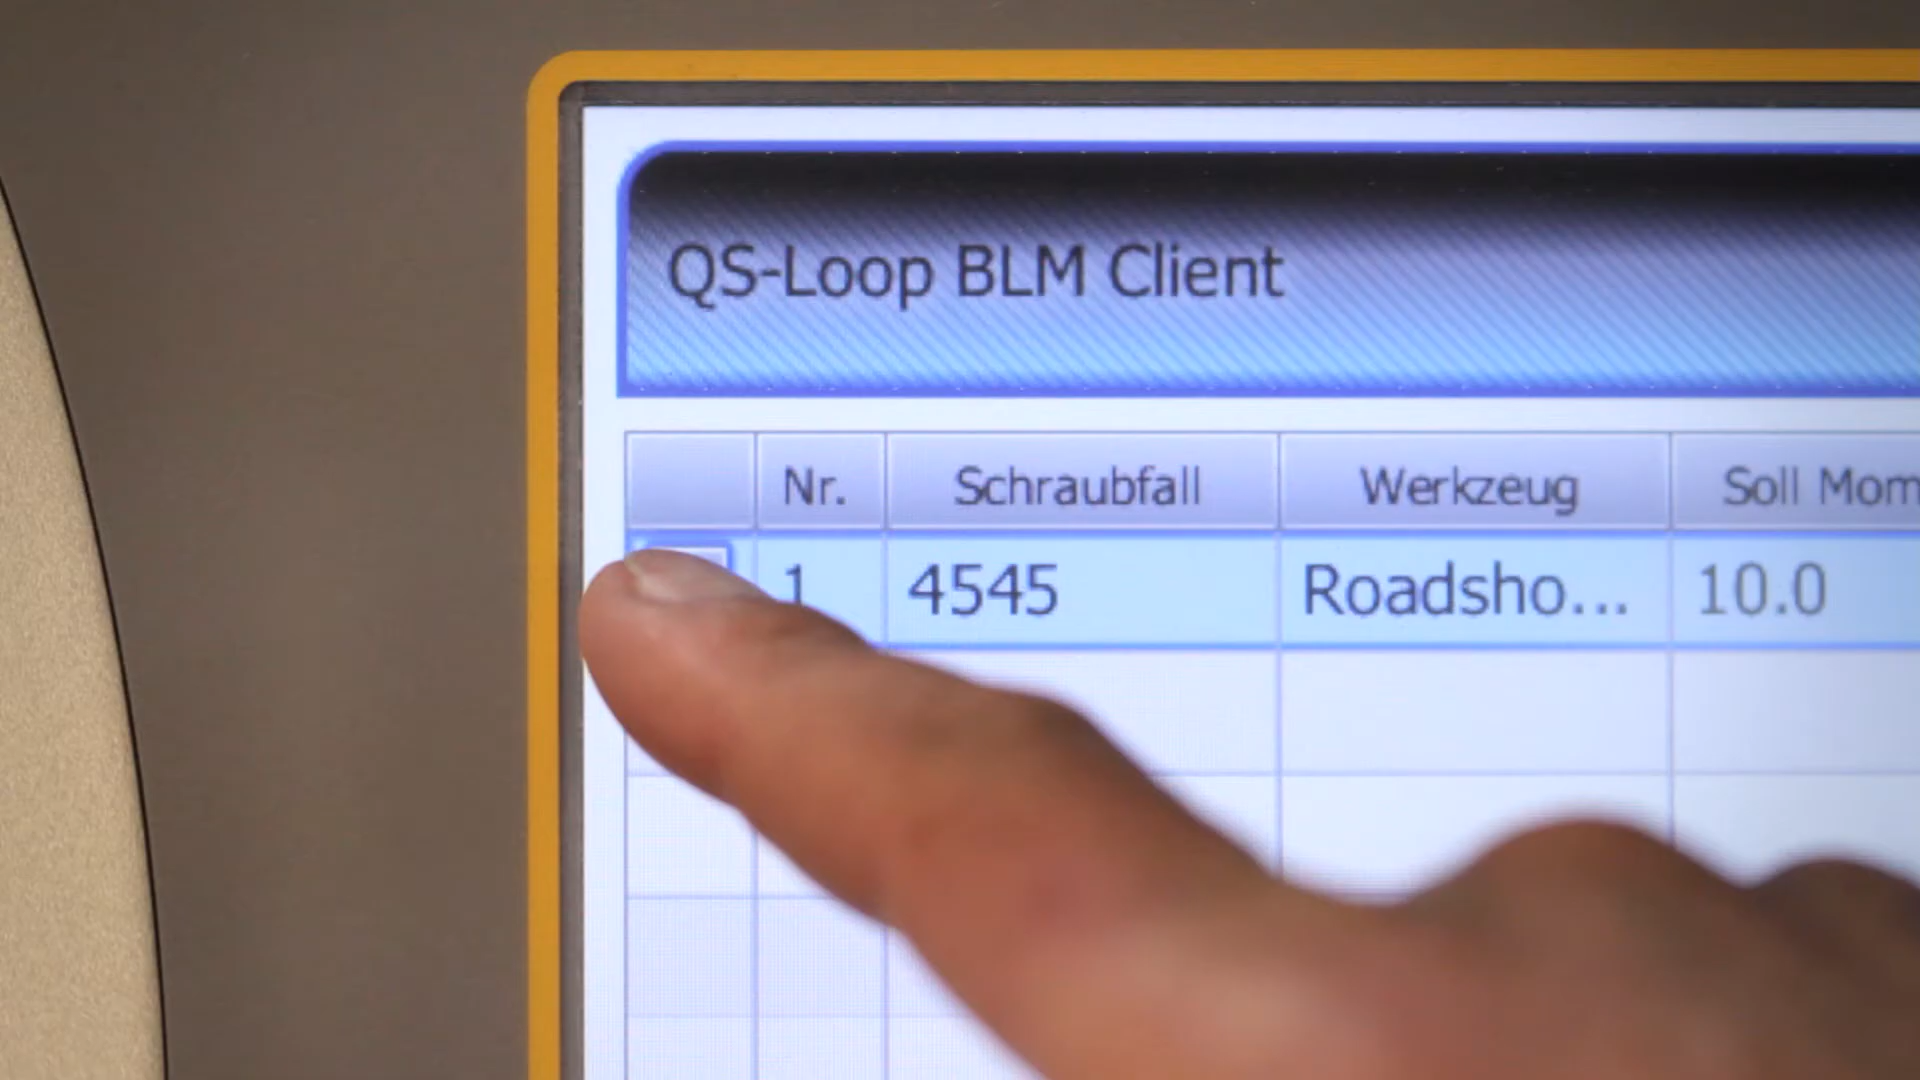 QS-Loop BLM Client
Nr. Schraubfall Werkzeug Soll Mom
1 4545 Roadsho... 10.0